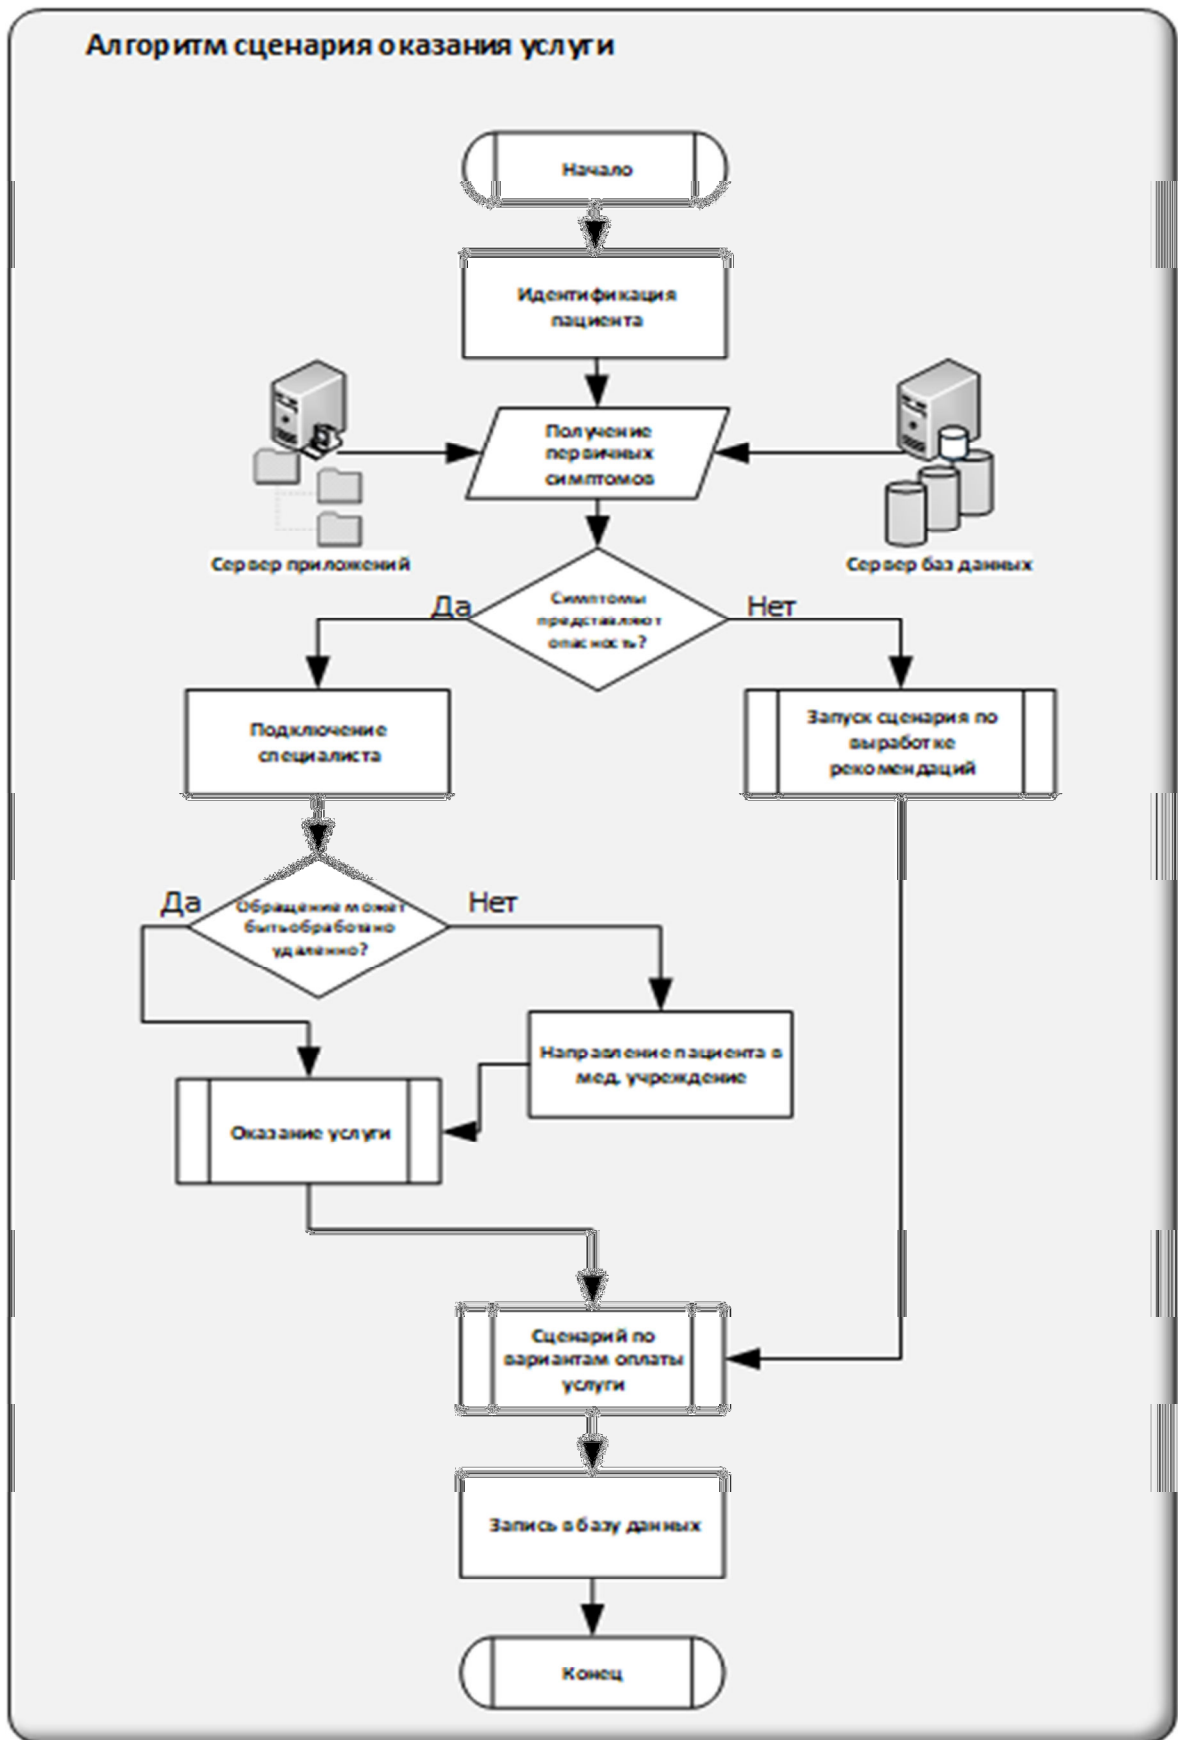 Алгоритм сценария оказания услуги
Начало
Идентификация
пациента
Получение
первичных
симптомов
Сервер приложений
Сервер баз данных
Симптомы
представляют
опасность?
Да
Нет
Подключение
специалиста
Запуск сценария по
выработке
рекомендаций
Да
Обращение может
быть обработано
удаленно?
Нет
Направление пациента в
мед. учреждение
Оказание услуги
Сценарий по
вариантам оплаты
услуги
Запись в базу данных
Конец